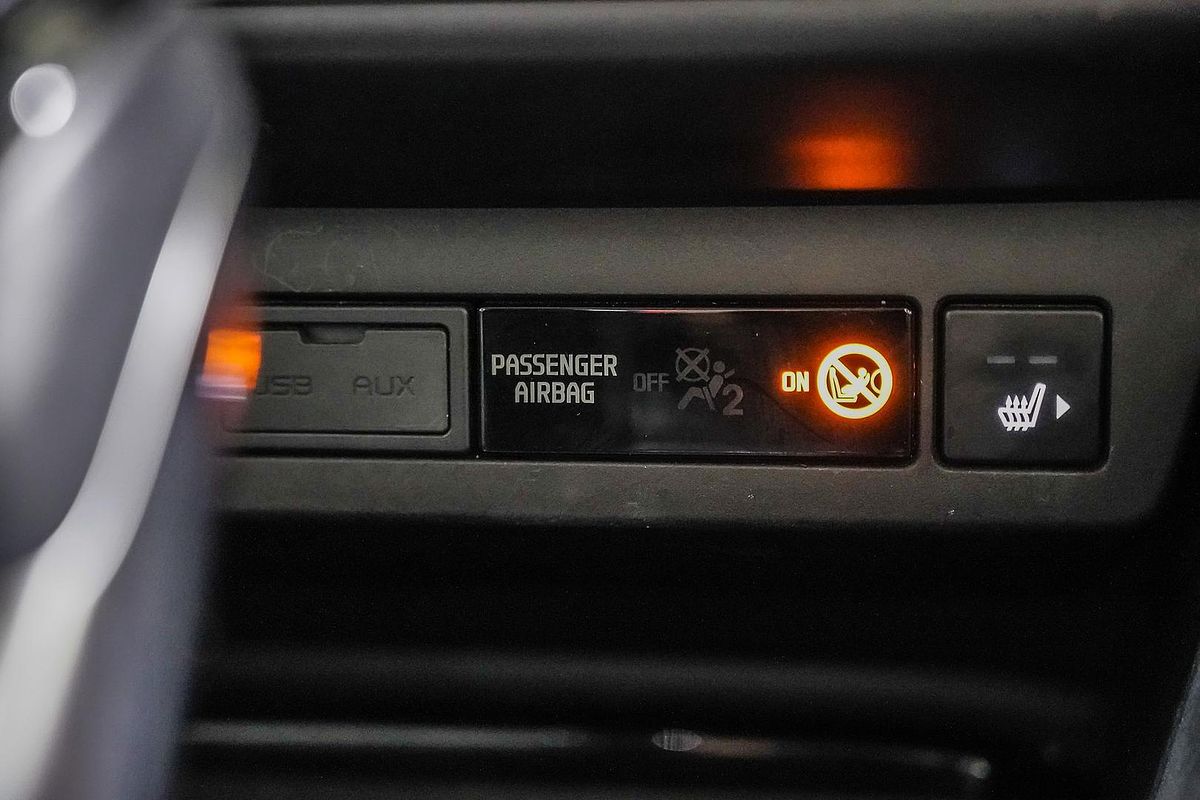 USB AUX
PASSENGER
AIRBAG
OFF
2
ON